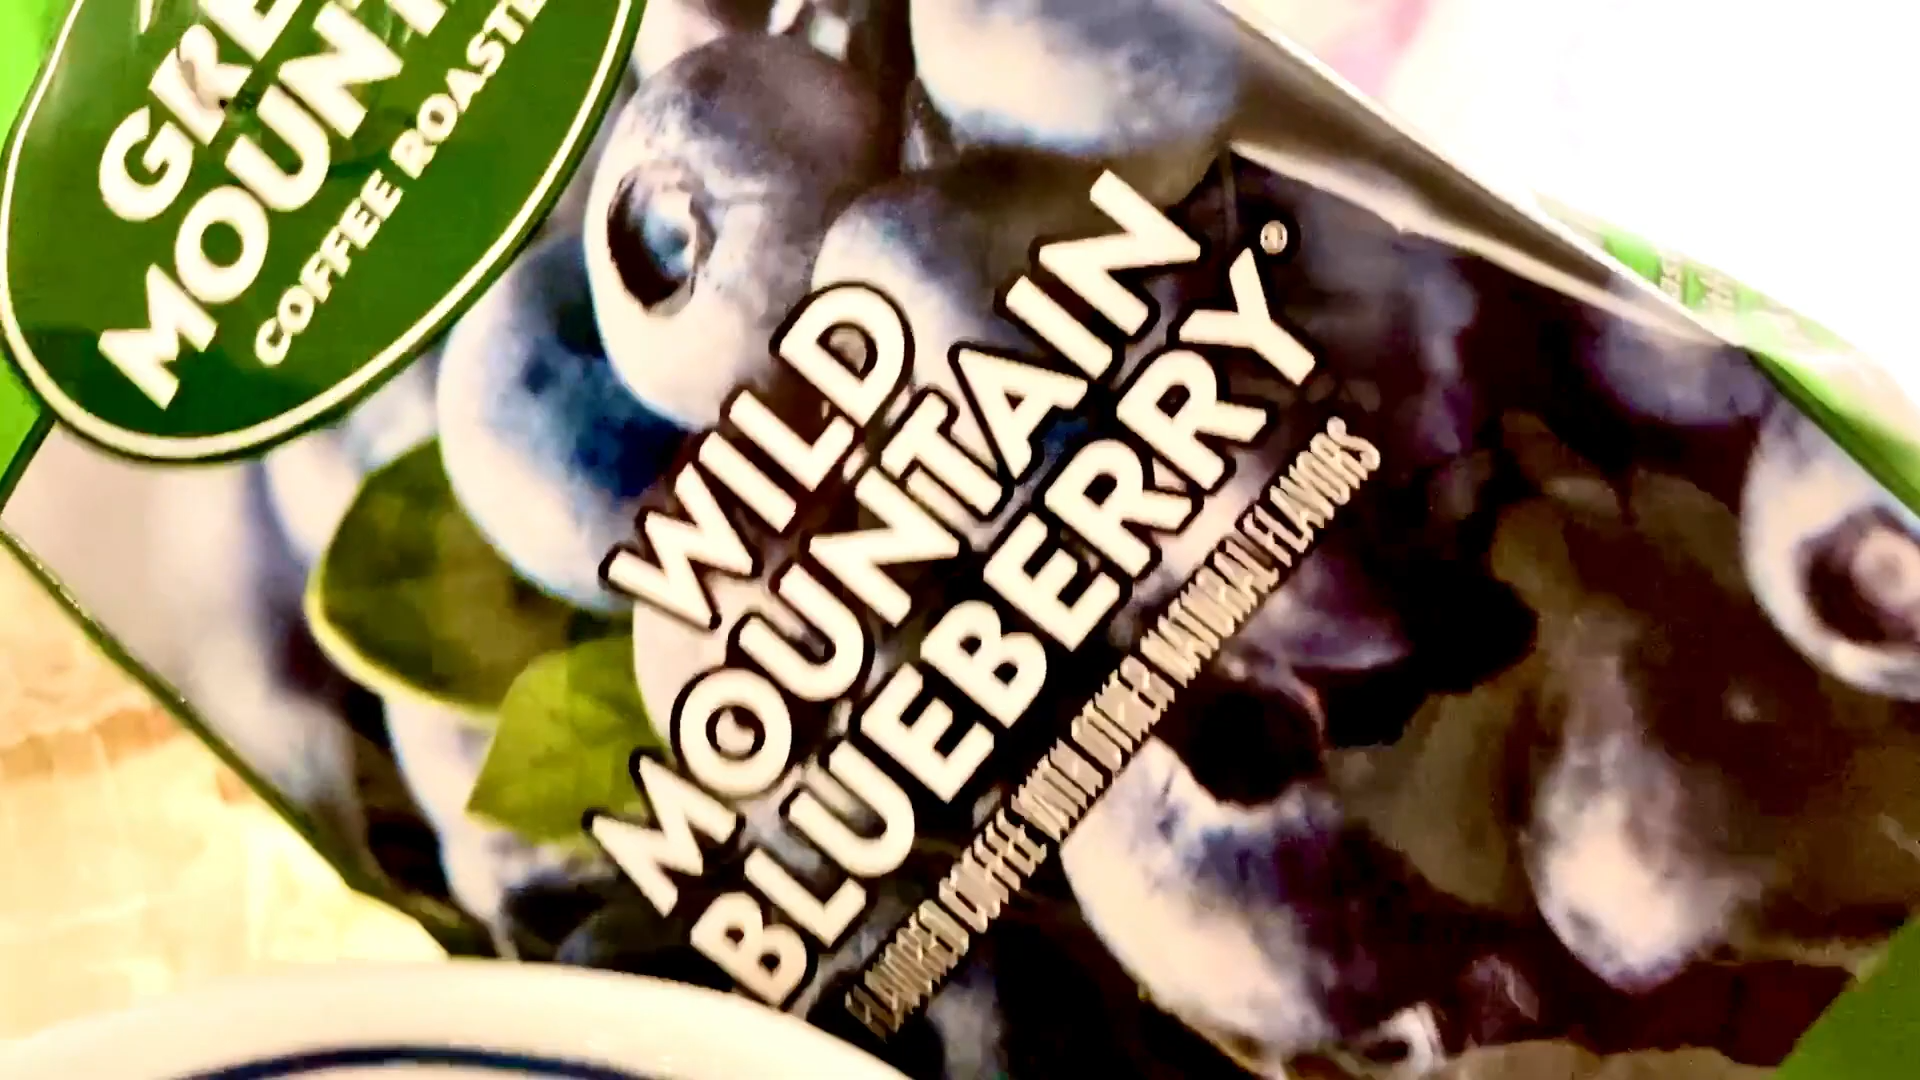 GRE
MOUNT
COFFEE ROASTE
WILD
MOUNTAIN
BLUEBERRY®
FLAVORED COFFEE WITH OTHER NATURAL FLAVORS